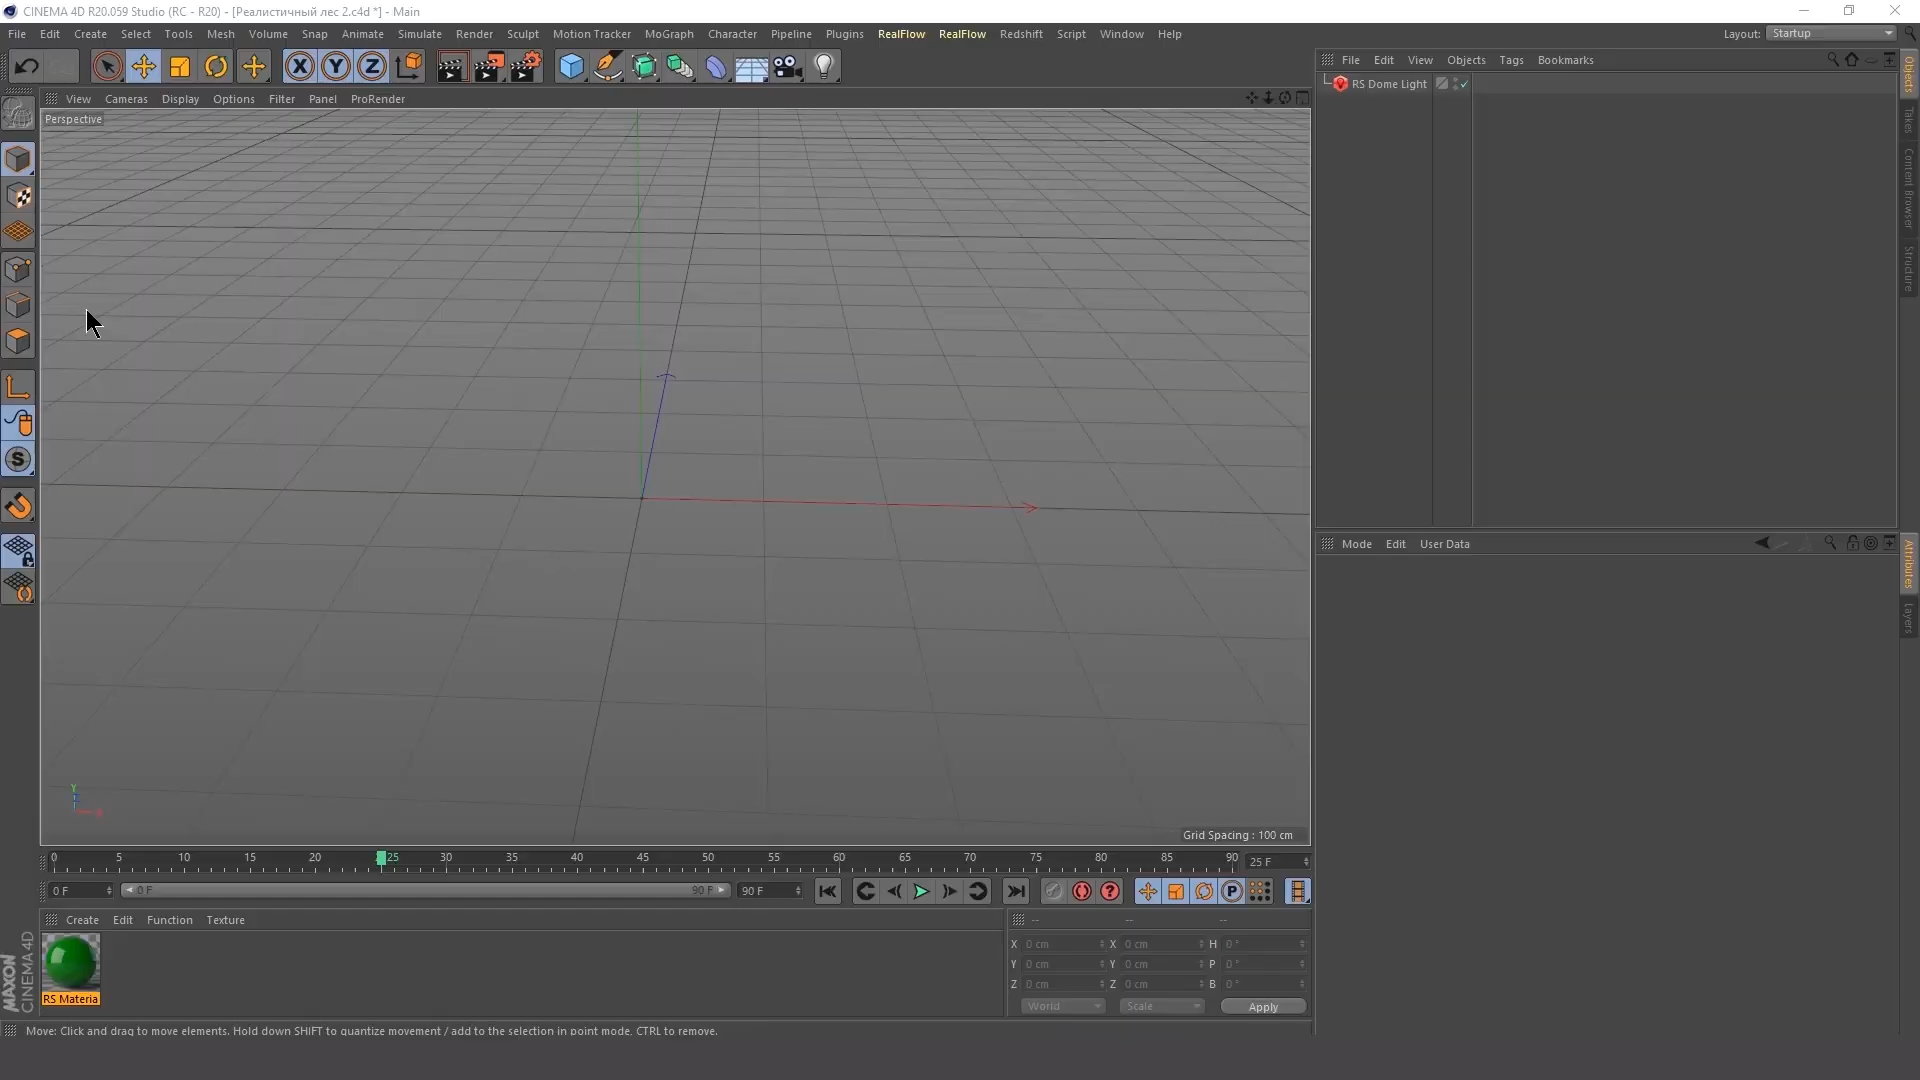 CINEMA 4D R20.059 Studio (RC - R20) - [Реалистичный лес 2.c4d *] - Main
File Edit Create Select Tools Mesh Volume Snap Animate Simulate Render Sculpt Motion Tracker MoGraph Character Pipeline Plugins RealFlow RealFlow Redshift Script Window Help Layout: Startup
X Y Z
File Edit View Objects Tags Bookmarks
RS Dome Light
Objects
Takes
Content Browser
Structure
View Cameras Display Options Filter Panel ProRender
Perspective
S
Y
Grid Spacing : 100 cm
Mode Edit User Data
Attributes
Layers
0 5 10 15 20 25 30 35 40 45 50 55 60 65 70 75 80 85 90 25 F
0 F 0 F 90 F 90 F ? P
Create Edit Function Texture
-- -- --
X 0 cm X 0 cm H 0 °
Y 0 cm Y 0 cm P 0 °
Z 0 cm Z 0 cm B 0 °
World Scale Apply
RS Materia
MAXON
CINEMA 4D
Move: Click and drag to move elements. Hold down SHIFT to quantize movement / add to the selection in point mode, CTRL to remove.